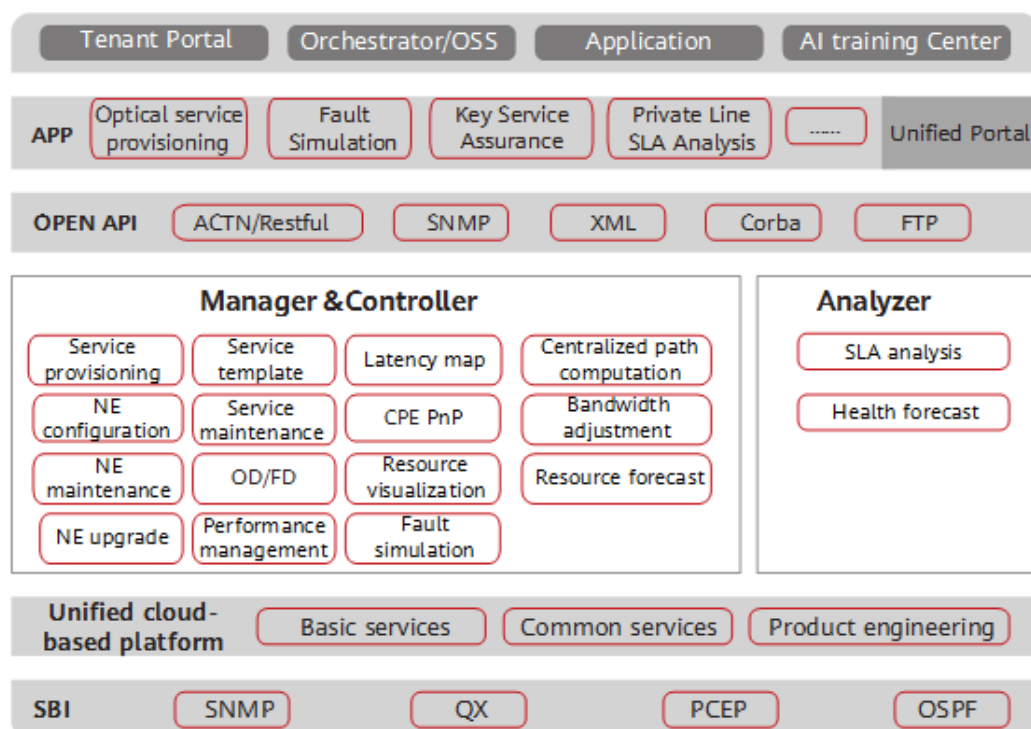 Tenant Portal
Orchestrator/OSS
Application
AI training Center
APP
Optical service
provisioning
Fault
Simulation
Key Service
Assurance
Private Line
SLA Analysis
......
Unified Portal
OPEN API
ACTN/Restful
SNMP
XML
Corba
FTP
Manager &Controller
Service
provisioning
Service
template
Latency map
Centralized path
computation
NE
configuration
Service
maintenance
CPE PnP
Bandwidth
adjustment
NE
maintenance
OD/FD
Resource
visualization
Resource forecast
NE upgrade
Performance
management
Fault
simulation
Analyzer
SLA analysis
Health forecast
Unified cloud-
based platform
Basic services
Common services
Product engineering
SBI
SNMP
QX
PCEP
OSPF